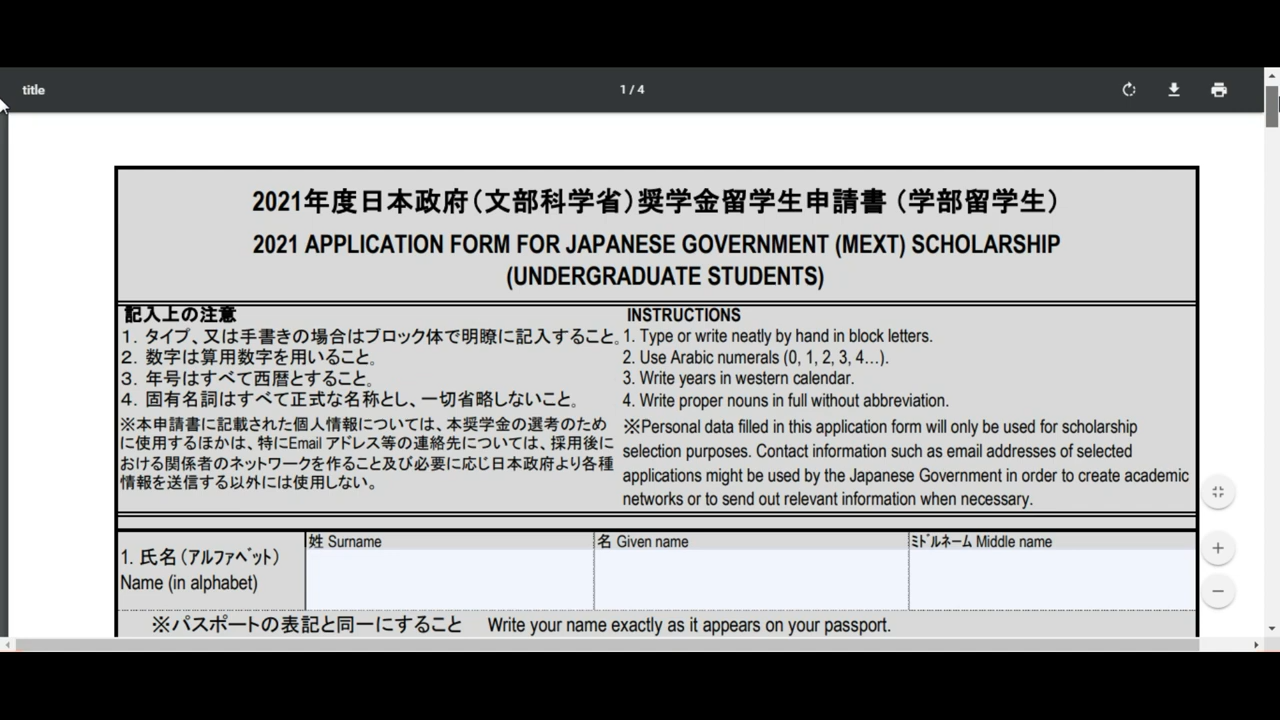 title
1 / 4
2021年度日本政府(文部科学省)奨学金留学生申請書 (学部留学生)
2021 APPLICATION FORM FOR JAPANESE GOVERNMENT (MEXT) SCHOLARSHIP
(UNDERGRADUATE STUDENTS)
記入上の注意
1. タイプ、又は手書きの場合はブロック体で明瞭に記入すること。
2. 数字は算用数字を用いること。
3. 年号はすべて西暦とすること。
4. 固有名詞はすべて正式な名称とし、一切省略しないこと。
※本申請書に記載された個人情報については、本奨学金の選考のため
に使用するほかは、特にEmail アドレス等の連絡先については、採用後に
おける関係者のネットワークを作ること及び必要に応じ日本政府より各種
情報を送信する以外には使用しない。
INSTRUCTIONS
1. Type or write neatly by hand in block letters.
2. Use Arabic numerals (0, 1, 2, 3, 4…).
3. Write years in western calendar.
4. Write proper nouns in full without abbreviation.
※Personal data filled in this application form will only be used for scholarship
selection purposes. Contact information such as email addresses of selected
applications might be used by the Japanese Government in order to create academic
networks or to send out relevant information when necessary.
1. 氏名(アルファベット)
Name (in alphabet)
姓 Surname
名 Given name
ミドルネーム Middle name
※パスポートの表記と同一にすること Write your name exactly as it appears on your passport.